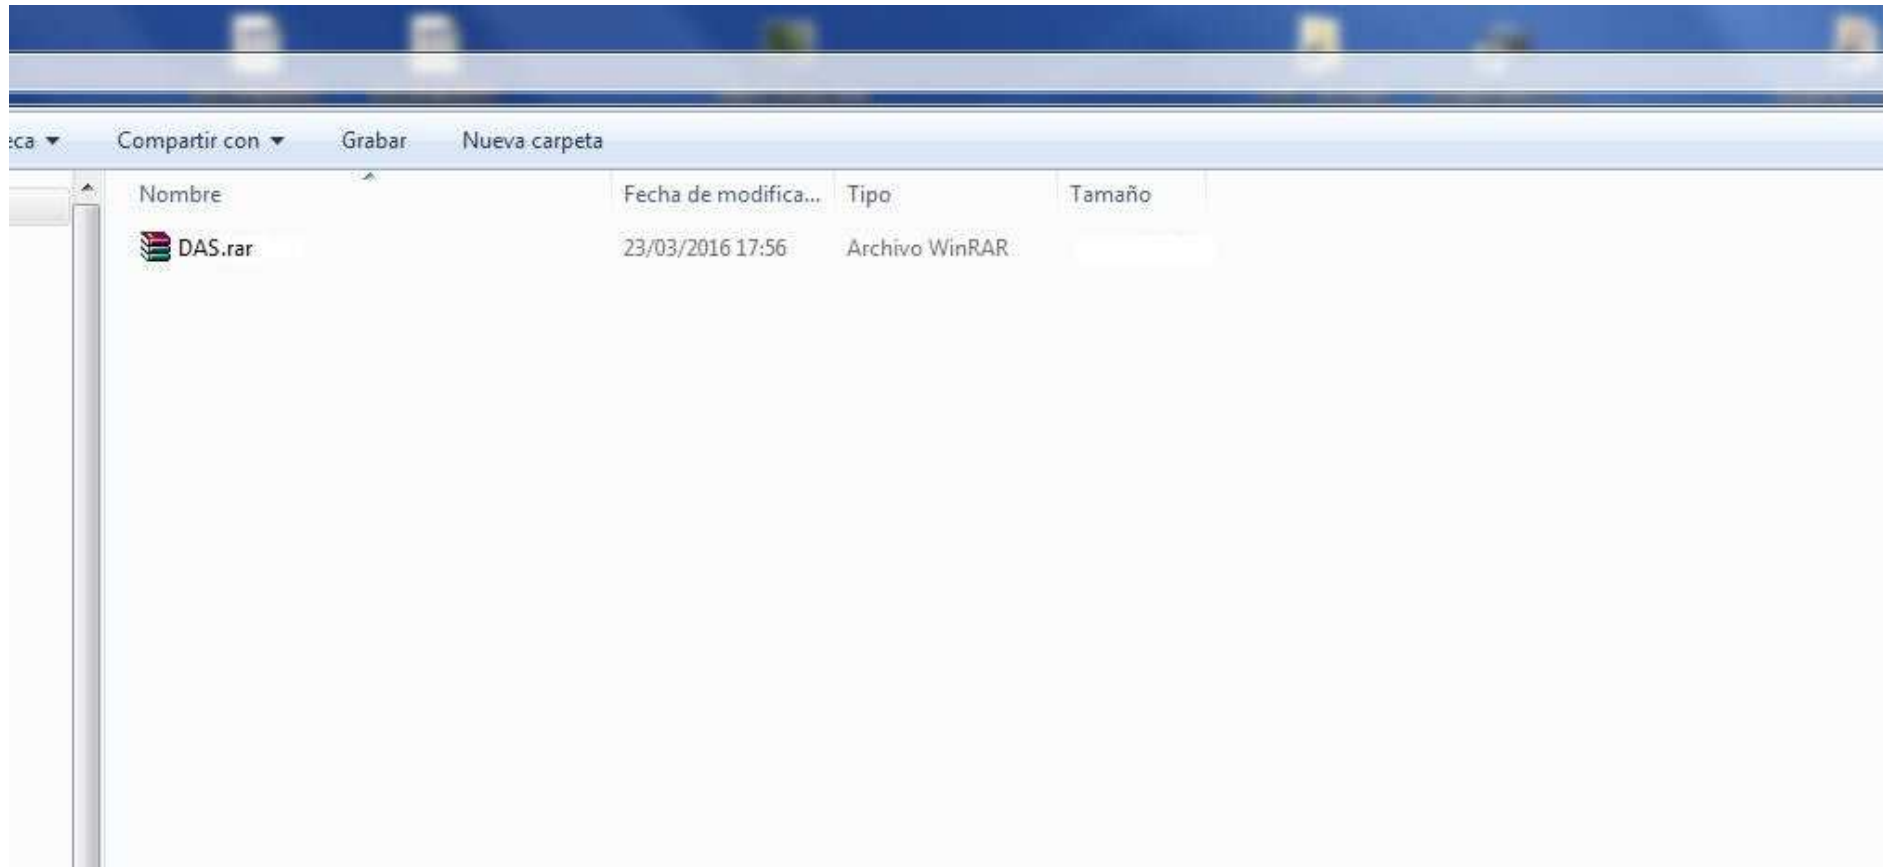 eca Compartir con Grabar Nueva carpeta
Nombre Fecha de modifica... Tipo Tamaño
DAS.rar 23/03/2016 17:56 Archivo WinRAR